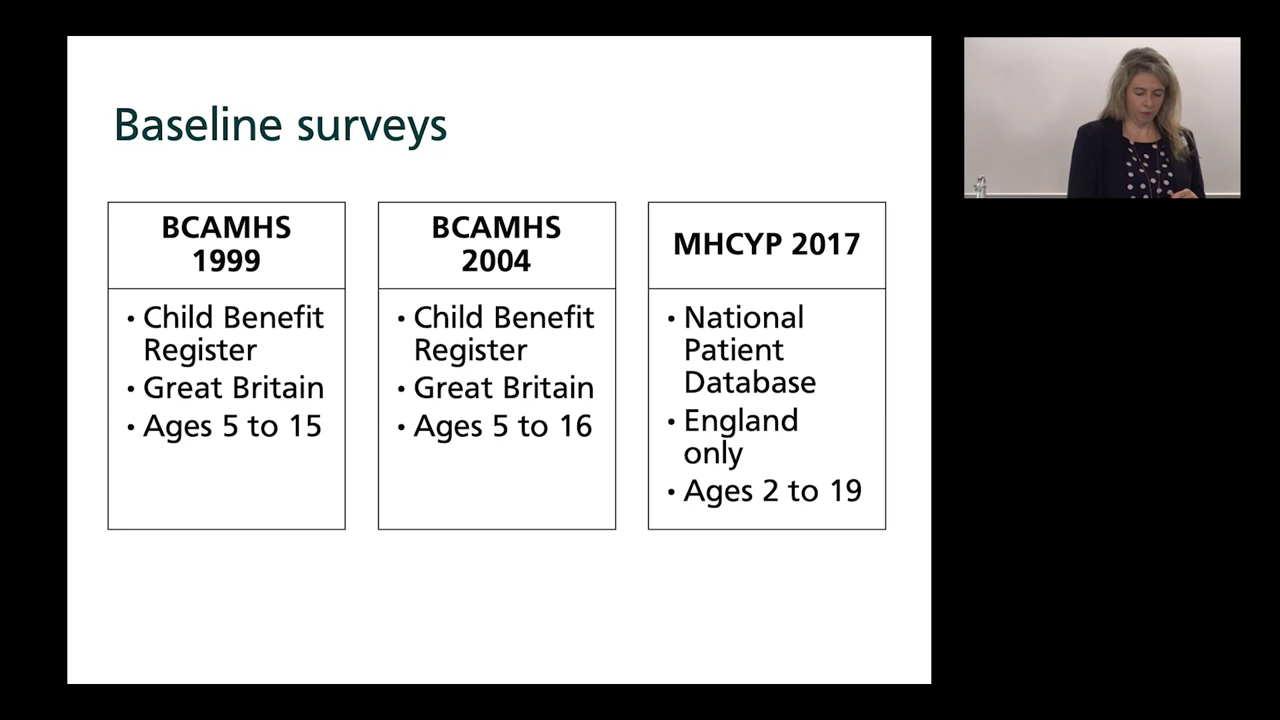 Baseline surveys
BCAMHS
1999
• Child Benefit
Register
• Great Britain
• Ages 5 to 15
BCAMHS
2004
• Child Benefit
Register
• Great Britain
• Ages 5 to 16
MHCYP 2017
• National
Patient
Database
• England
only
• Ages 2 to 19